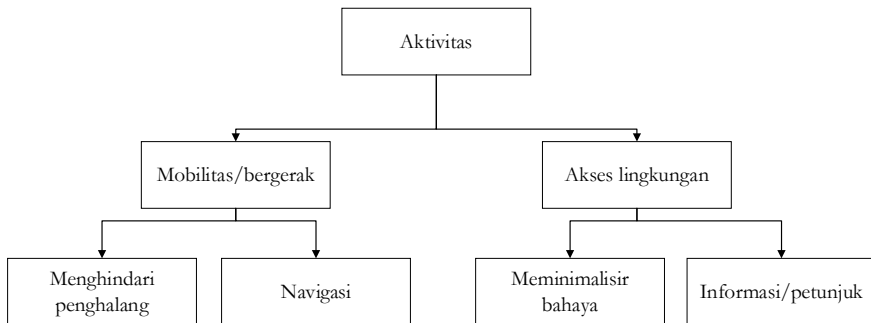 Aktivitas
Mobilitas/bergerak
Akses lingkungan
Menghindari
penghalang
Navigasi
Meminimalisir
bahaya
Informasi/petunjuk